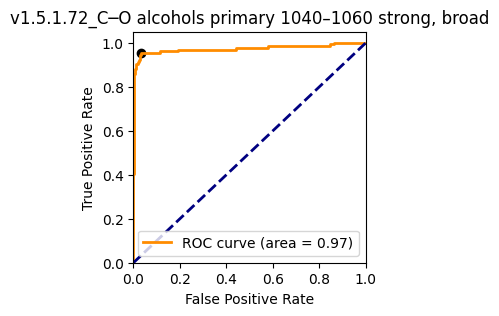 v1.5.1.72_C─O alcohols primary 1040–1060 strong, broad
True Positive Rate
1.0
0.8
0.6
0.4
0.2
0.0
ROC curve (area = 0.97)
0.0 0.2 0.4 0.6 0.8 1.0
False Positive Rate